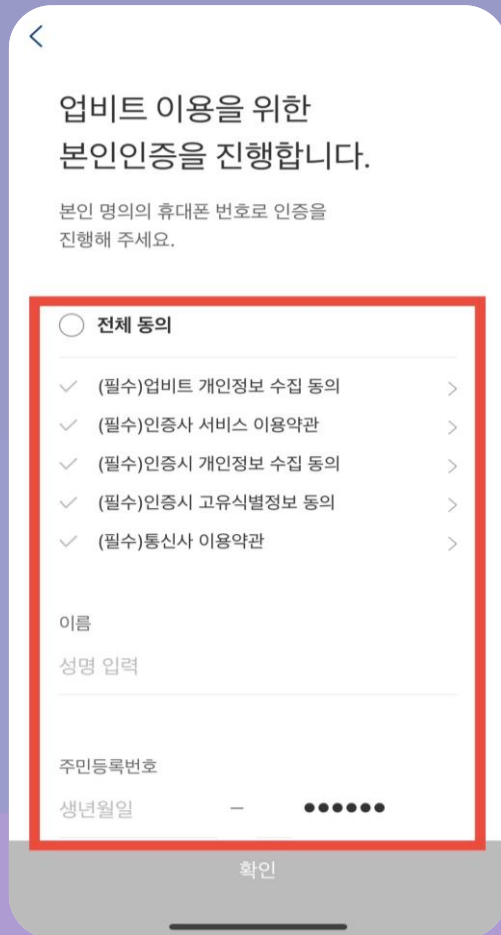 업비트 이용을 위한
본인인증을 진행합니다.
본인 명의의 휴대폰 번호로 인증을
진행해 주세요.
전체 동의
(필수)업비트 개인정보 수집 동의
(필수)인증사 서비스 이용약관
(필수)인증시 개인정보 수집 동의
(필수)인증시 고유식별정보 동의
(필수)통신사 이용약관
이름
성명 입력
주민등록번호
생년월일 – ●●●●●●
확인